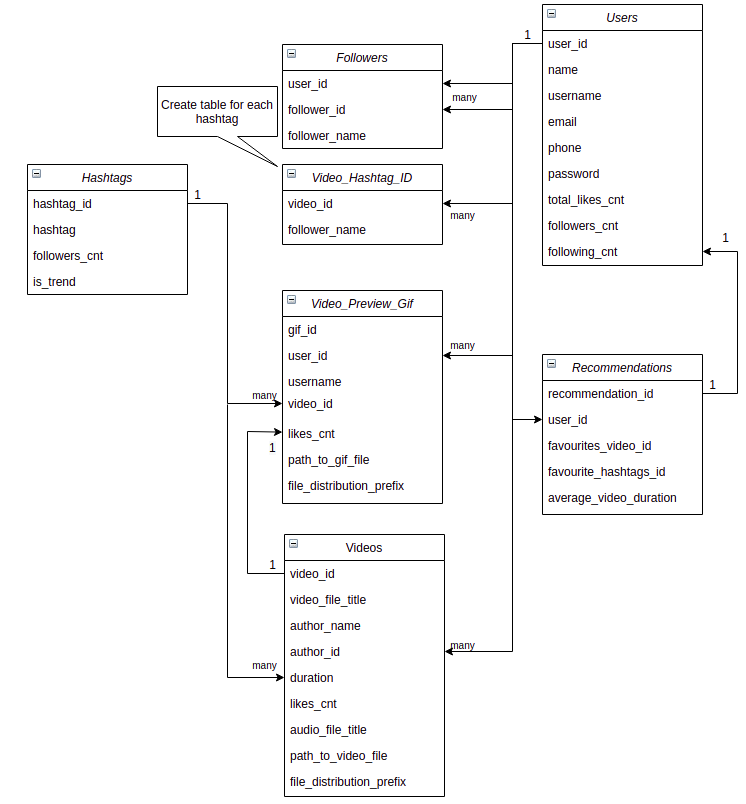 Users
user_id
name
username
email
phone
password
total_likes_cnt
followers_cnt
following_cnt
1
1
Followers
user_id
follower_id
follower_name
many
Create table for each
hashtag
Video_Hashtag_ID
video_id
follower_name
many
Hashtags
hashtag_id
hashtag
followers_cnt
is_trend
1
Video_Preview_Gif
gif_id
user_id
username
video_id
likes_cnt
path_to_gif_file
file_distribution_prefix
many
many
1
Recommendations
recommendation_id
user_id
favourites_video_id
favourite_hashtags_id
average_video_duration
1
Videos
video_id
video_file_title
author_name
author_id
duration
likes_cnt
audio_file_title
path_to_video_file
file_distribution_prefix
1
many
many